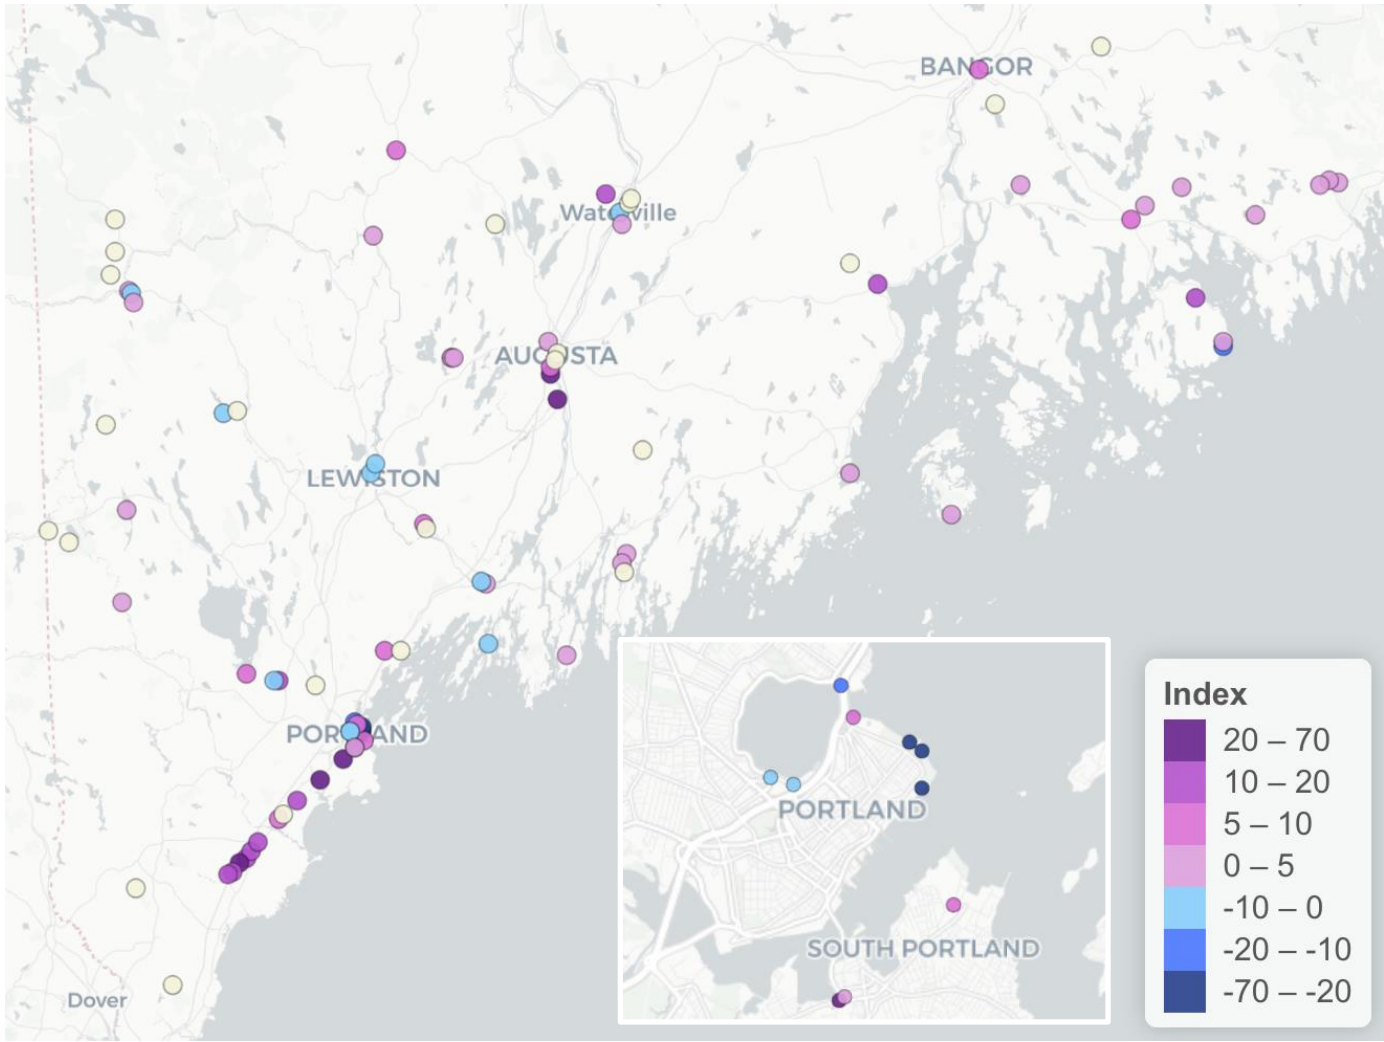 BANGOR
Waterville
AUGUSTA
LEWISTON
PORTLAND
Dover
PORTLAND
SOUTH PORTLAND
Index
20 – 70
10 – 20
5 – 10
0 – 5
-10 – 0
-20 – -10
-70 – -20